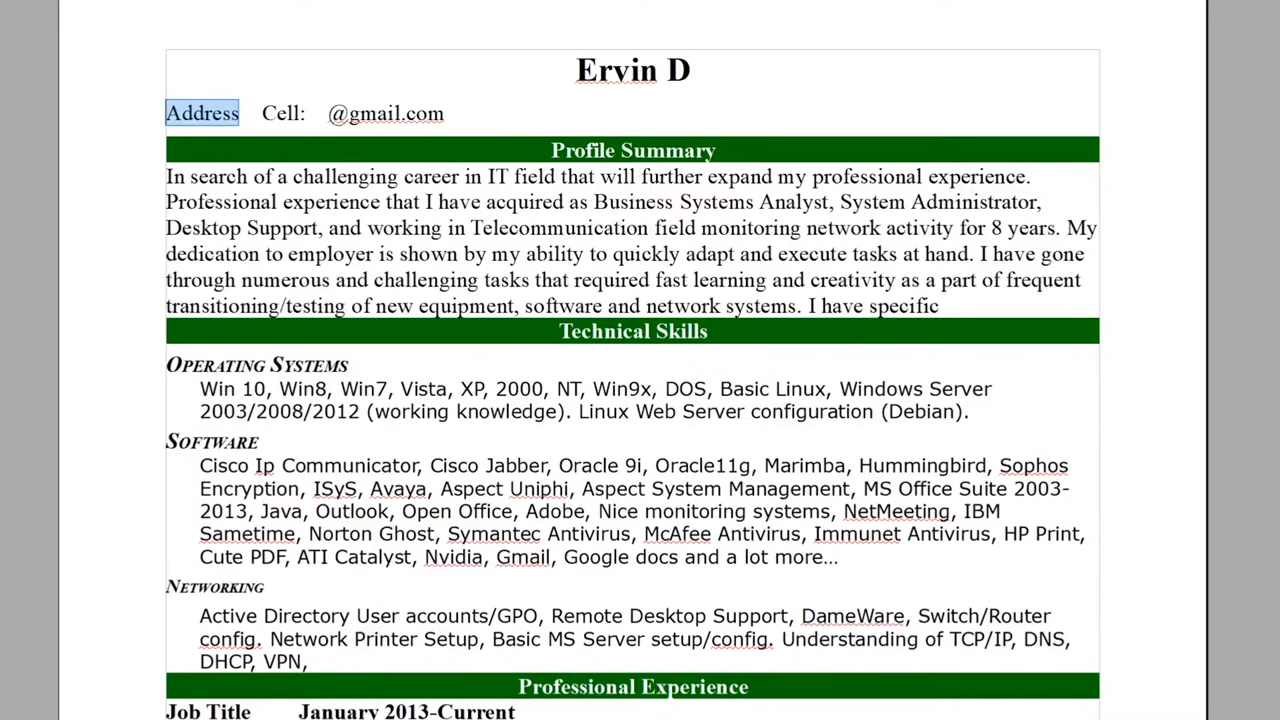 Ervin D
Address Cell: @gmail.com
Profile Summary
In search of a challenging career in IT field that will further expand my professional experience.
Professional experience that I have acquired as Business Systems Analyst, System Administrator,
Desktop Support, and working in Telecommunication field monitoring network activity for 8 years. My
dedication to employer is shown by my ability to quickly adapt and execute tasks at hand. I have gone
through numerous and challenging tasks that required fast learning and creativity as a part of frequent
transitioning/testing of new equipment, software and network systems. I have specific
Technical Skills
OPERATING SYSTEMS
Win 10, Win8, Win7, Vista, XP, 2000, NT, Win9x, DOS, Basic Linux, Windows Server
2003/2008/2012 (working knowledge). Linux Web Server configuration (Debian).
SOFTWARE
Cisco Ip Communicator, Cisco Jabber, Oracle 9i, Oracle11g, Marimba, Hummingbird, Sophos
Encryption, ISyS, Avaya, Aspect Uniphi, Aspect System Management, MS Office Suite 2003-
2013, Java, Outlook, Open Office, Adobe, Nice monitoring systems, NetMeeting, IBM
Sametime, Norton Ghost, Symantec Antivirus, McAfee Antivirus, Immunet Antivirus, HP Print,
Cute PDF, ATI Catalyst, Nvidia, Gmail, Google docs and a lot more…
NETWORKING
Active Directory User accounts/GPO, Remote Desktop Support, DameWare, Switch/Router
config. Network Printer Setup, Basic MS Server setup/config. Understanding of TCP/IP, DNS,
DHCP, VPN,
Professional Experience
Job Title January 2013-Current